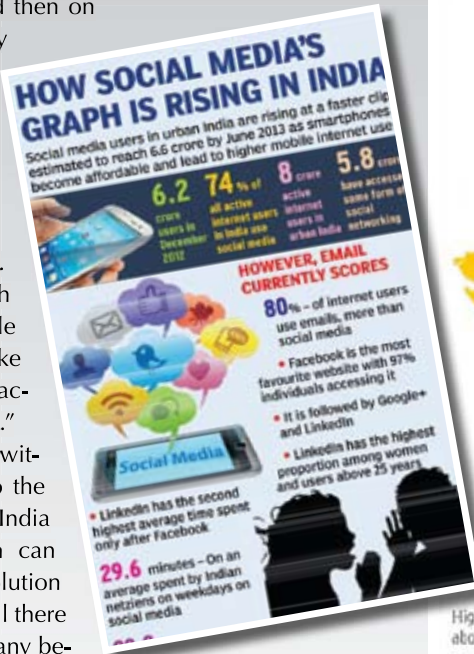 d then on
HOW SOCIAL MEDIA'S
GRAPH IS RISING IN INDIA
Social media users in urban India are rising at a faster clip
estimated to reach 6.6 crore by June 2013 as smartphones
become affordable and lead to higher mobile internet use
6.2
crore
users in
December
2012
74% of
all active
internet users
in India use
social media
8 crore
active
internet
users in
urban India
5.8 crore
have accessed
some form of
social
networking
HOWEVER, EMAIL
CURRENTLY SCORES
80% – of internet users
use emails, more than
social media
• Facebook is the most
favourite website with 97%
individuals accessing it
• It is followed by Google+
and LinkedIn
• LinkedIn has the highest
proportion among women
and users above 25 years
Social Media
• LinkedIn has the second
highest average time spent
only after Facebook
29.6 minutes – On an
average spent by Indian
netziens on weekdays on
social media
h
le
ke
ac-
."
wit-
o the
India
n can
lution
l there
any be-
Hig
abo